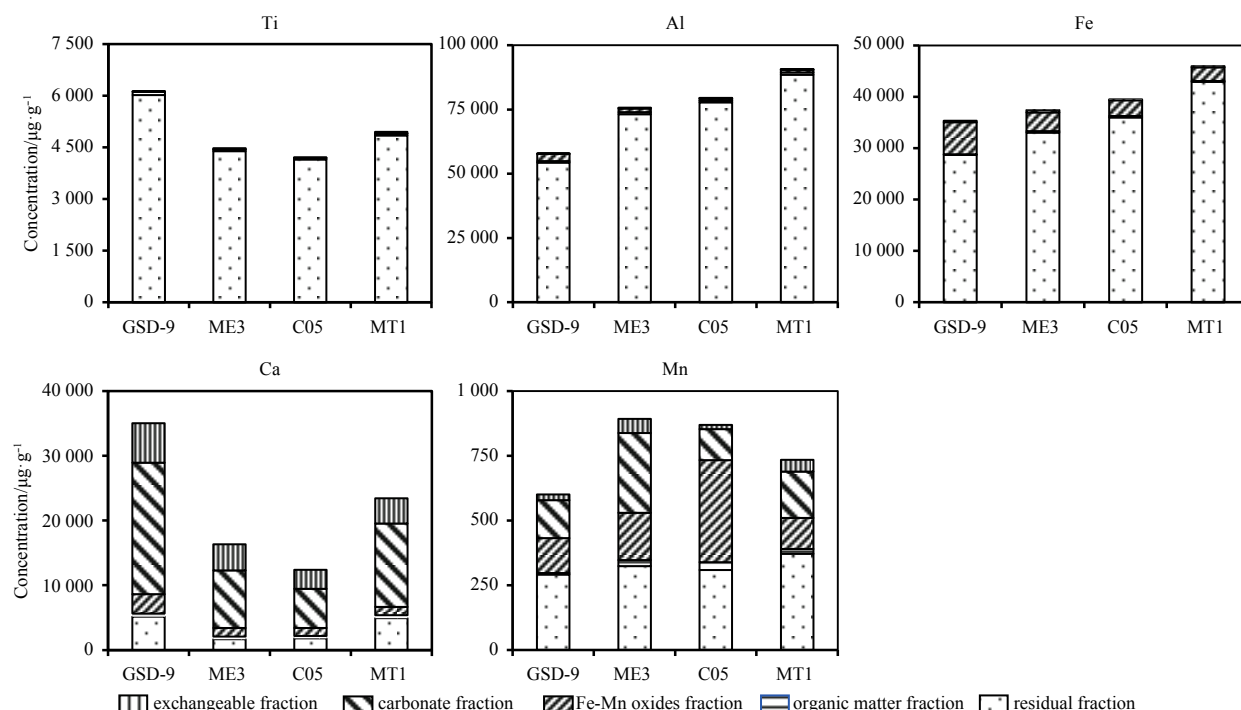 Ti
Al
Fe
Concentration/μg·g⁻¹
7 500
6 000
4 500
3 000
1 500
0
GSD-9 ME3 C05 MT1
100 000
75 000
50 000
25 000
0
GSD-9 ME3 C05 MT1
50 000
40 000
30 000
20 000
10 000
0
GSD-9 ME3 C05 MT1
Ca
Mn
Concentration/μg·g⁻¹
40 000
30 000
20 000
10 000
0
GSD-9 ME3 C05 MT1
1 000
750
500
250
0
GSD-9 ME3 C05 MT1
exchangeable fraction carbonate fraction Fe-Mn oxides fraction organic matter fraction residual fraction